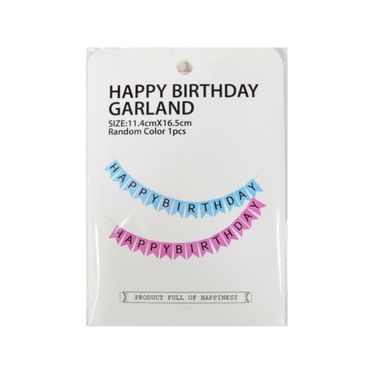 HAPPY BIRTHDAY
GARLAND
SIZE:11.4cmX16.5cm
Random Color 1pcs
HAPPYBIRTHDAY
HAPPYBIRTHDAY
PRODUCT FULL OF HAPPINESS